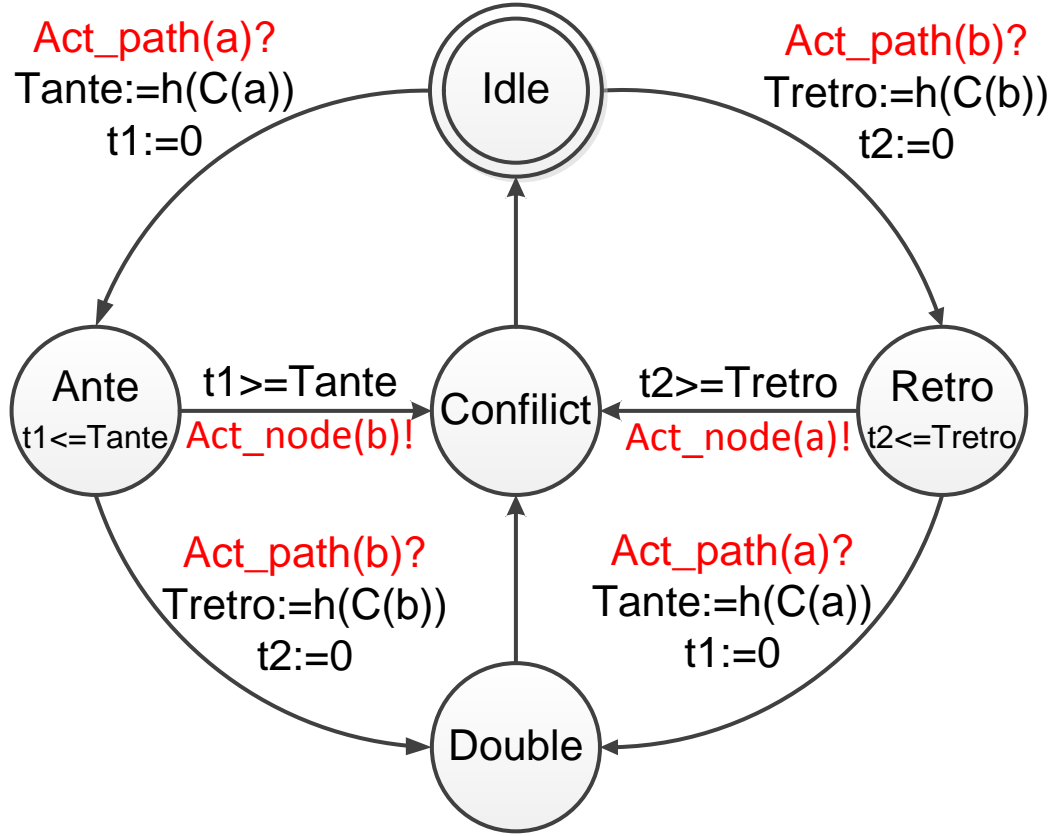 Act_path(a)?
Tante:=h(C(a))
t1:=0
Idle
Act_path(b)?
Tretro:=h(C(b))
t2:=0
Ante
t1<=Tante
t1>=Tante
Act_node(b)!
Confilict
t2>=Tretro
Act_node(a)!
Retro
t2<=Tretro
Act_path(b)?
Tretro:=h(C(b))
t2:=0
Act_path(a)?
Tante:=h(C(a))
t1:=0
Double